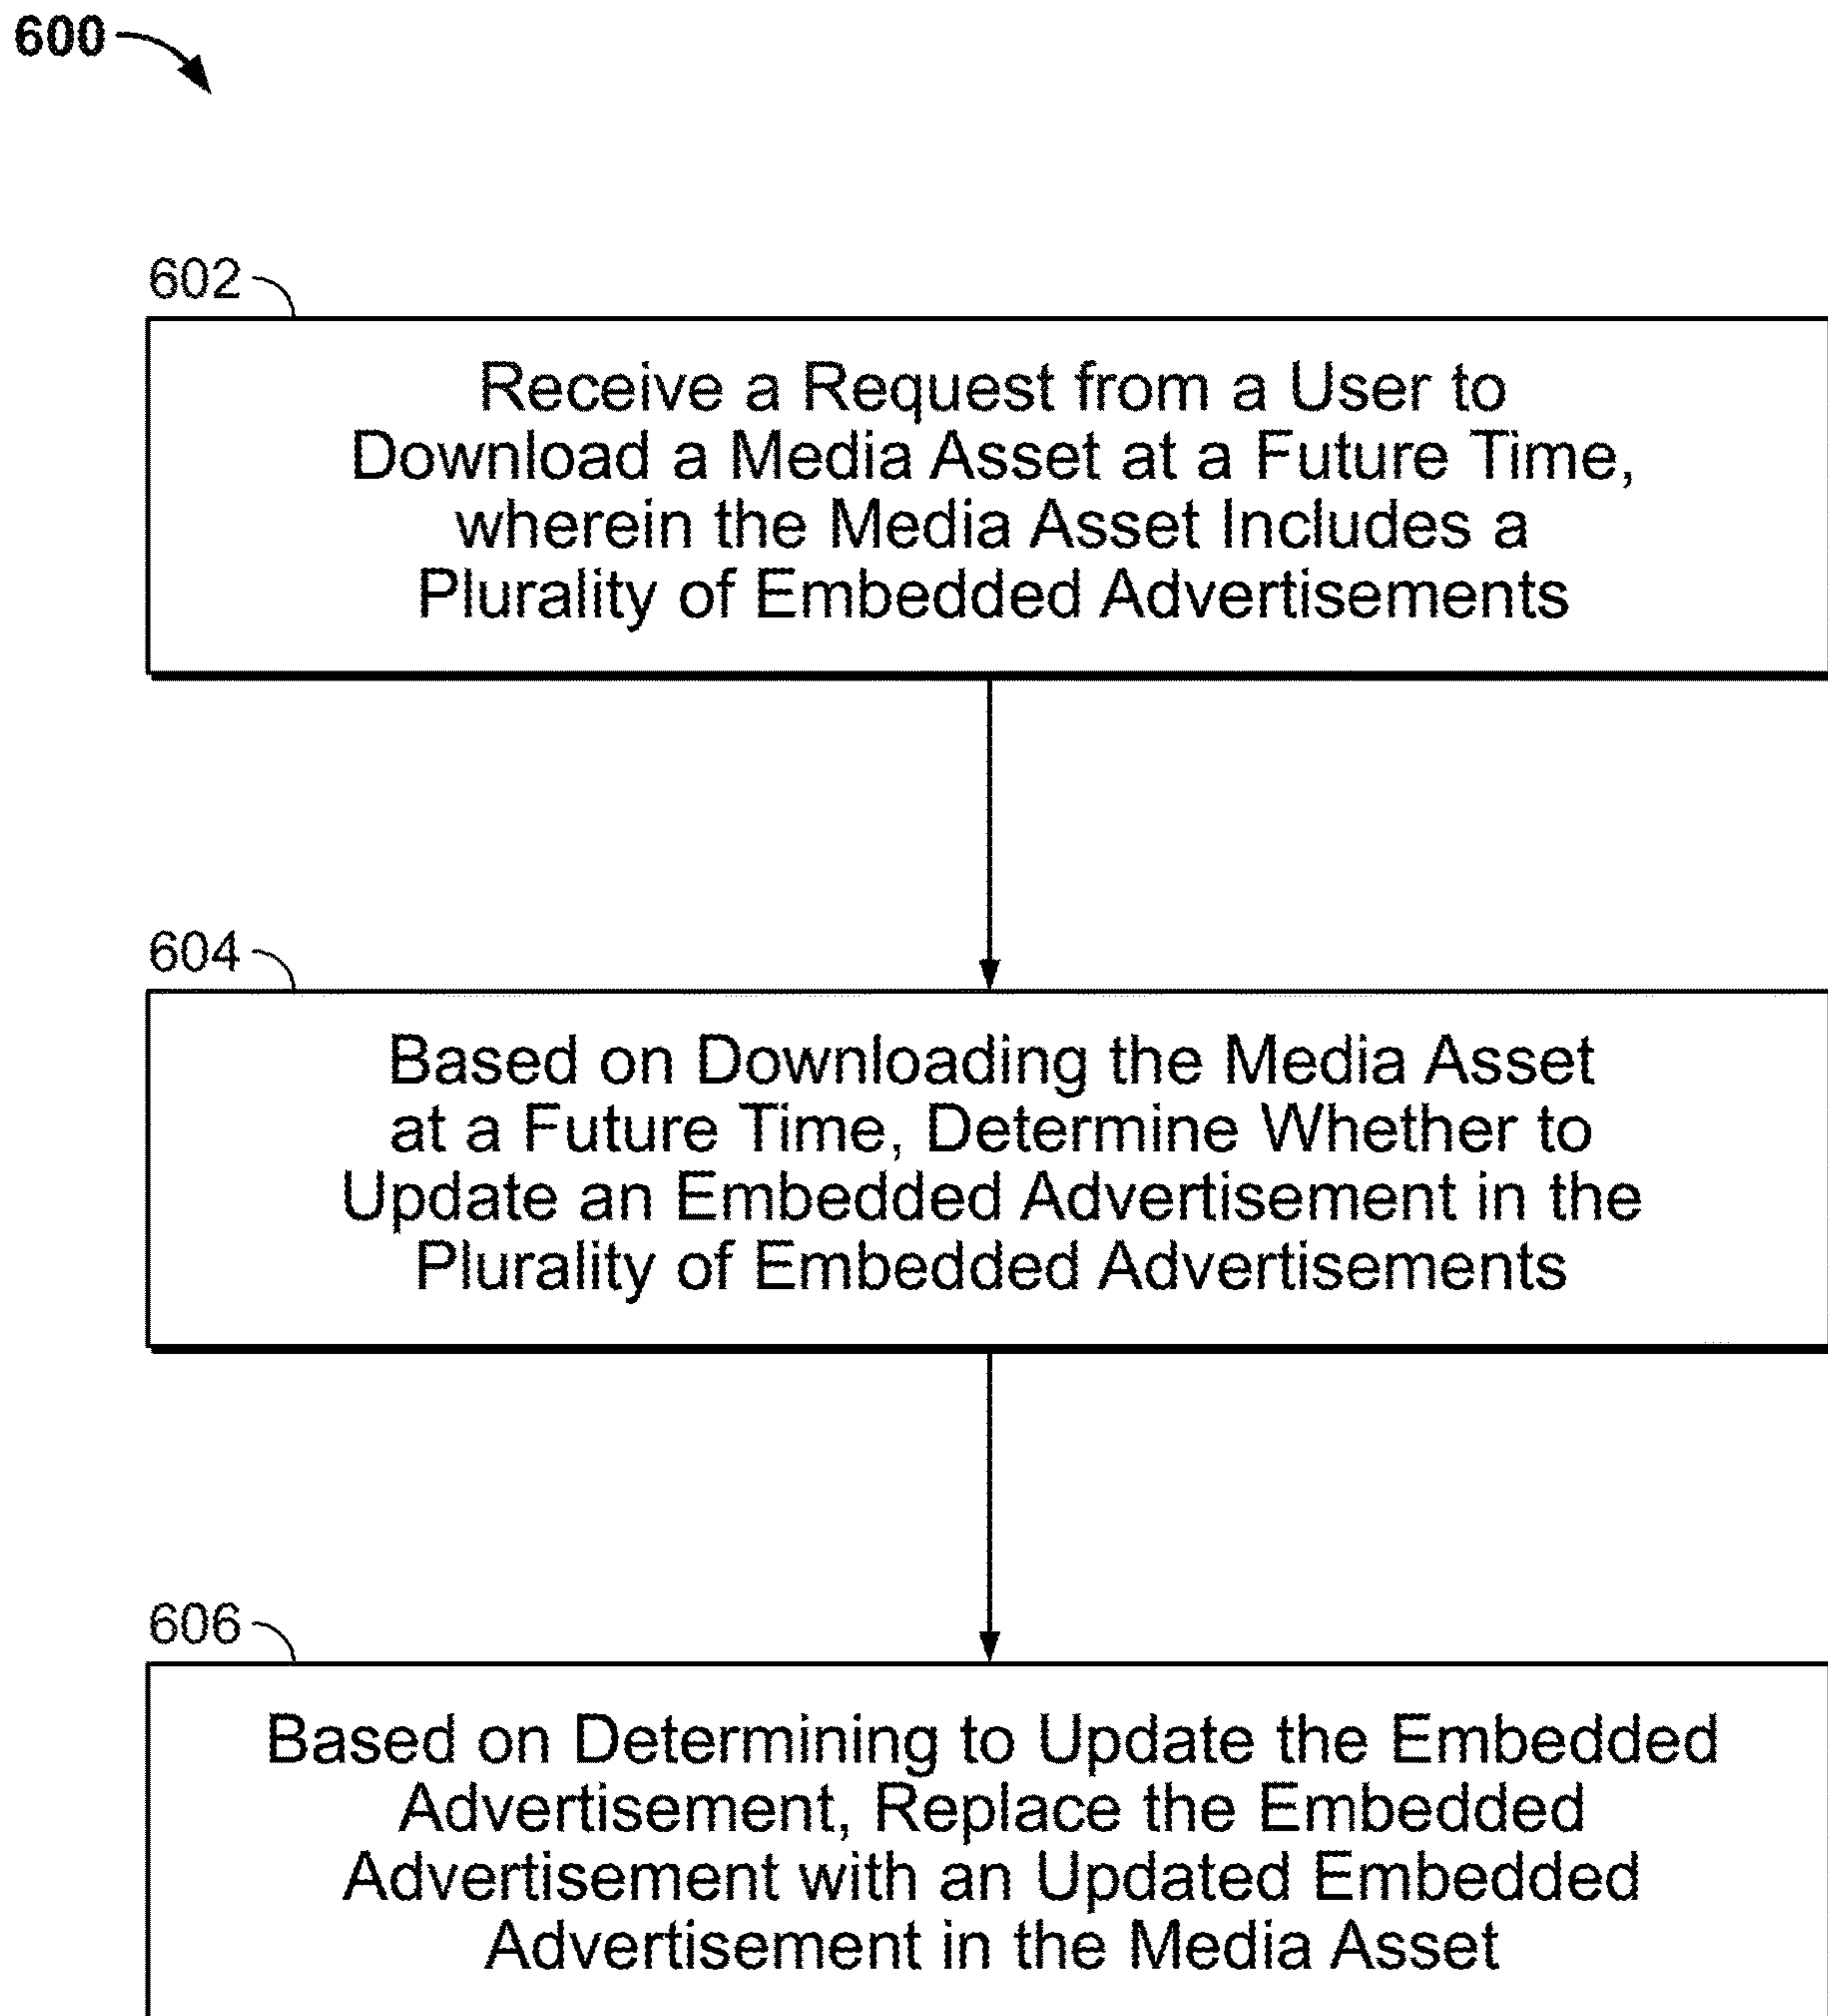 600
602
Receive a Request from a User to
Download a Media Asset at a Future Time,
wherein the Media Asset Includes a
Plurality of Embedded Advertisements
604
Based on Downloading the Media Asset
at a Future Time, Determine Whether to
Update an Embedded Advertisement in the
Plurality of Embedded Advertisements
606
Based on Determining to Update the Embedded
Advertisement, Replace the Embedded
Advertisement with an Updated Embedded
Advertisement in the Media Asset